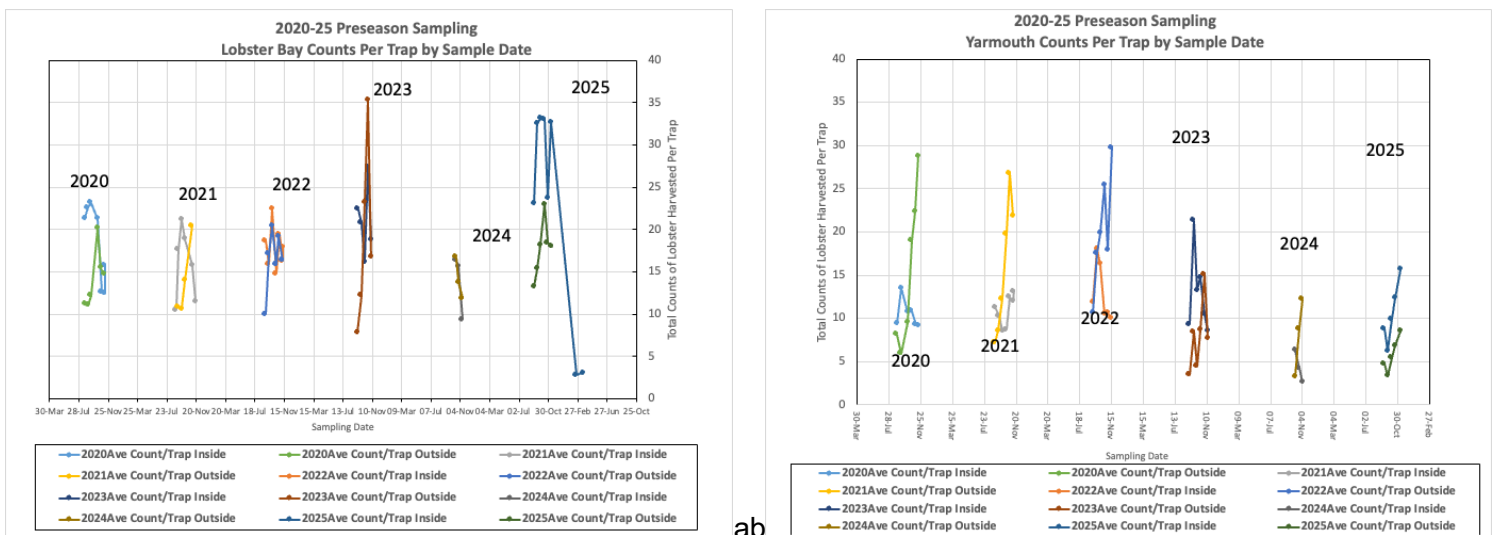 2020-25 Preseason Sampling
Lobster Bay Counts Per Trap by Sample Date
40
35
30
25
20
15
10
5
0
Total Counts of Lobster Harvested Per Trap
2020
2021
2022
2023
2024
2025
30-Mar 28-Jul 25-Nov 25-Mar 23-Jul 20-Nov 20-Mar 18-Jul 15-Nov 15-Mar 13-Jul 10-Nov 09-Mar 07-Jul 04-Nov 04-Mar 02-Jul 30-Oct 27-Feb 27-Jun 25-Oct
Sampling Date
2020Ave Count/Trap Inside 2020Ave Count/Trap Outside 2021Ave Count/Trap Inside
2021Ave Count/Trap Outside 2022Ave Count/Trap Inside 2022Ave Count/Trap Outside
2023Ave Count/Trap Inside 2023Ave Count/Trap Outside 2024Ave Count/Trap Inside
2024Ave Count/Trap Outside 2025Ave Count/Trap Inside 2025Ave Count/Trap Outside
ab
2020-25 Preseason Sampling
Yarmouth Counts Per Trap by Sample Date
Total Counts of Lobster Harvested Per Trap
40
35
30
25
20
15
10
5
0
2020
2021
2022
2023
2024
2025
30-Mar 28-Jul 25-Nov 25-Mar 23-Jul 20-Nov 20-Mar 18-Jul 15-Nov 15-Mar 13-Jul 10-Nov 09-Mar 07-Jul 04-Nov 04-Mar 02-Jul 30-Oct 27-Feb
Sampling Date
2020Ave Count/Trap Inside 2020Ave Count/Trap Outside 2021Ave Count/Trap Inside
2021Ave Count/Trap Outside 2022Ave Count/Trap Inside 2022Ave Count/Trap Outside
2023Ave Count/Trap Inside 2023Ave Count/Trap Outside 2024Ave Count/Trap Inside
2024Ave Count/Trap Outside 2025Ave Count/Trap Inside 2025Ave Count/Trap Outside